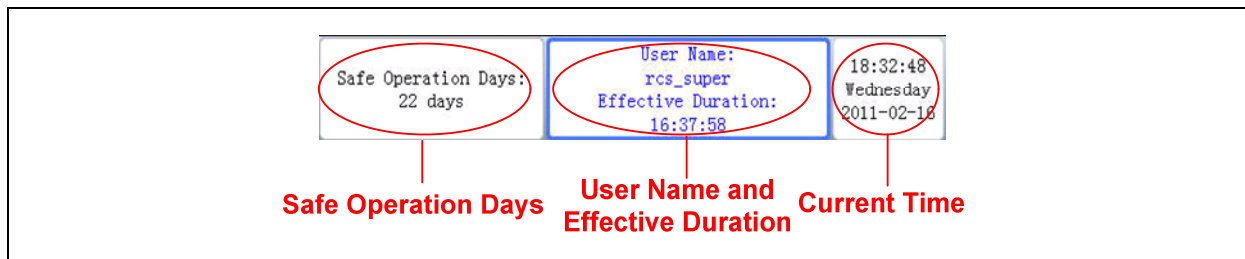 Safe Operation Days:
22 days
User Name:
rcs_super
Effective Duration:
16:37:58
18:32:48
Wednesday
2011-02-16
Safe Operation Days
User Name and
Effective Duration
Current Time